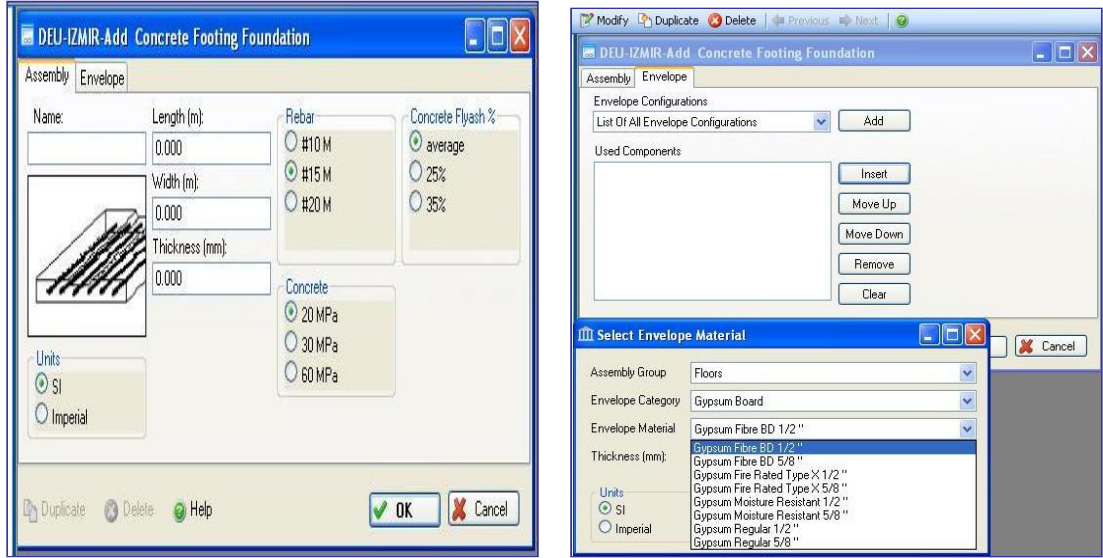 DEU-IZMIR-Add Concrete Footing Foundation
Assembly Envelope
Name:
Length (m):
0.000
Width (m):
0.000
Thickness (mm):
0.000
Rebar
#10 M
#15 M
#20 M
Concrete Flyash %
average
25%
35%
Concrete
20 MPa
30 MPa
60 MPa
Units
SI
Imperial
Duplicate Delete Help OK Cancel
Modify Duplicate Delete Previous Next
DEU-IZMIR-Add Concrete Footing Foundation
Assembly Envelope
Envelope Configurations
List Of All Envelope Configurations Add
Used Components
Insert
Move Up
Move Down
Remove
Clear
Cancel
Select Envelope Material
Assembly Group Floors
Envelope Category Gypsum Board
Envelope Material Gypsum Fibre BD 1/2 "
Thickness (mm):
Gypsum Fibre BD 1/2 "
Gypsum Fibre BD 5/8 "
Gypsum Fire Rated Type X 1/2 "
Gypsum Fire Rated Type X 5/8 "
Gypsum Moisture Resistant 1/2 "
Gypsum Moisture Resistant 5/8 "
Gypsum Regular 1/2 "
Gypsum Regular 5/8 "
Units
SI
Imperial